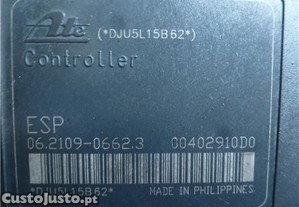 Ate (*DJU5L15B62*)
Controller
ESP
06.2109-0662.3 00402910D0
*DJU5L15B62* MADE IN PHILIPPINES
CustoJusto.pt